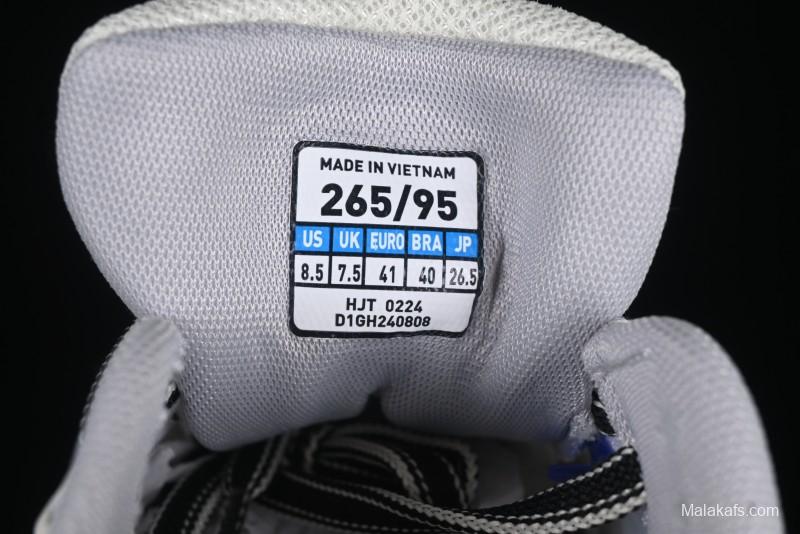 MADE IN VIETNAM
265/95
US UK EURO BRA JP
8.5 7.5 41 40 26.5
HJT 0224
D1GH240808
Malakafs.com